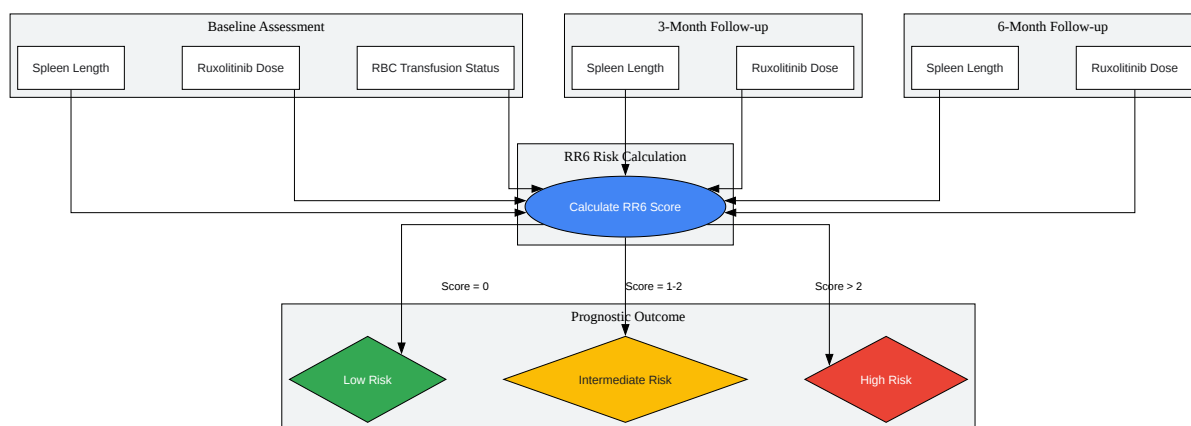 Baseline Assessment
Spleen Length
Ruxolitinib Dose
RBC Transfusion Status
3-Month Follow-up
Spleen Length
Ruxolitinib Dose
6-Month Follow-up
Spleen Length
Ruxolitinib Dose
RR6 Risk Calculation
Calculate RR6 Score
Score = 0
Score = 1-2
Score > 2
Prognostic Outcome
Low Risk
Intermediate Risk
High Risk